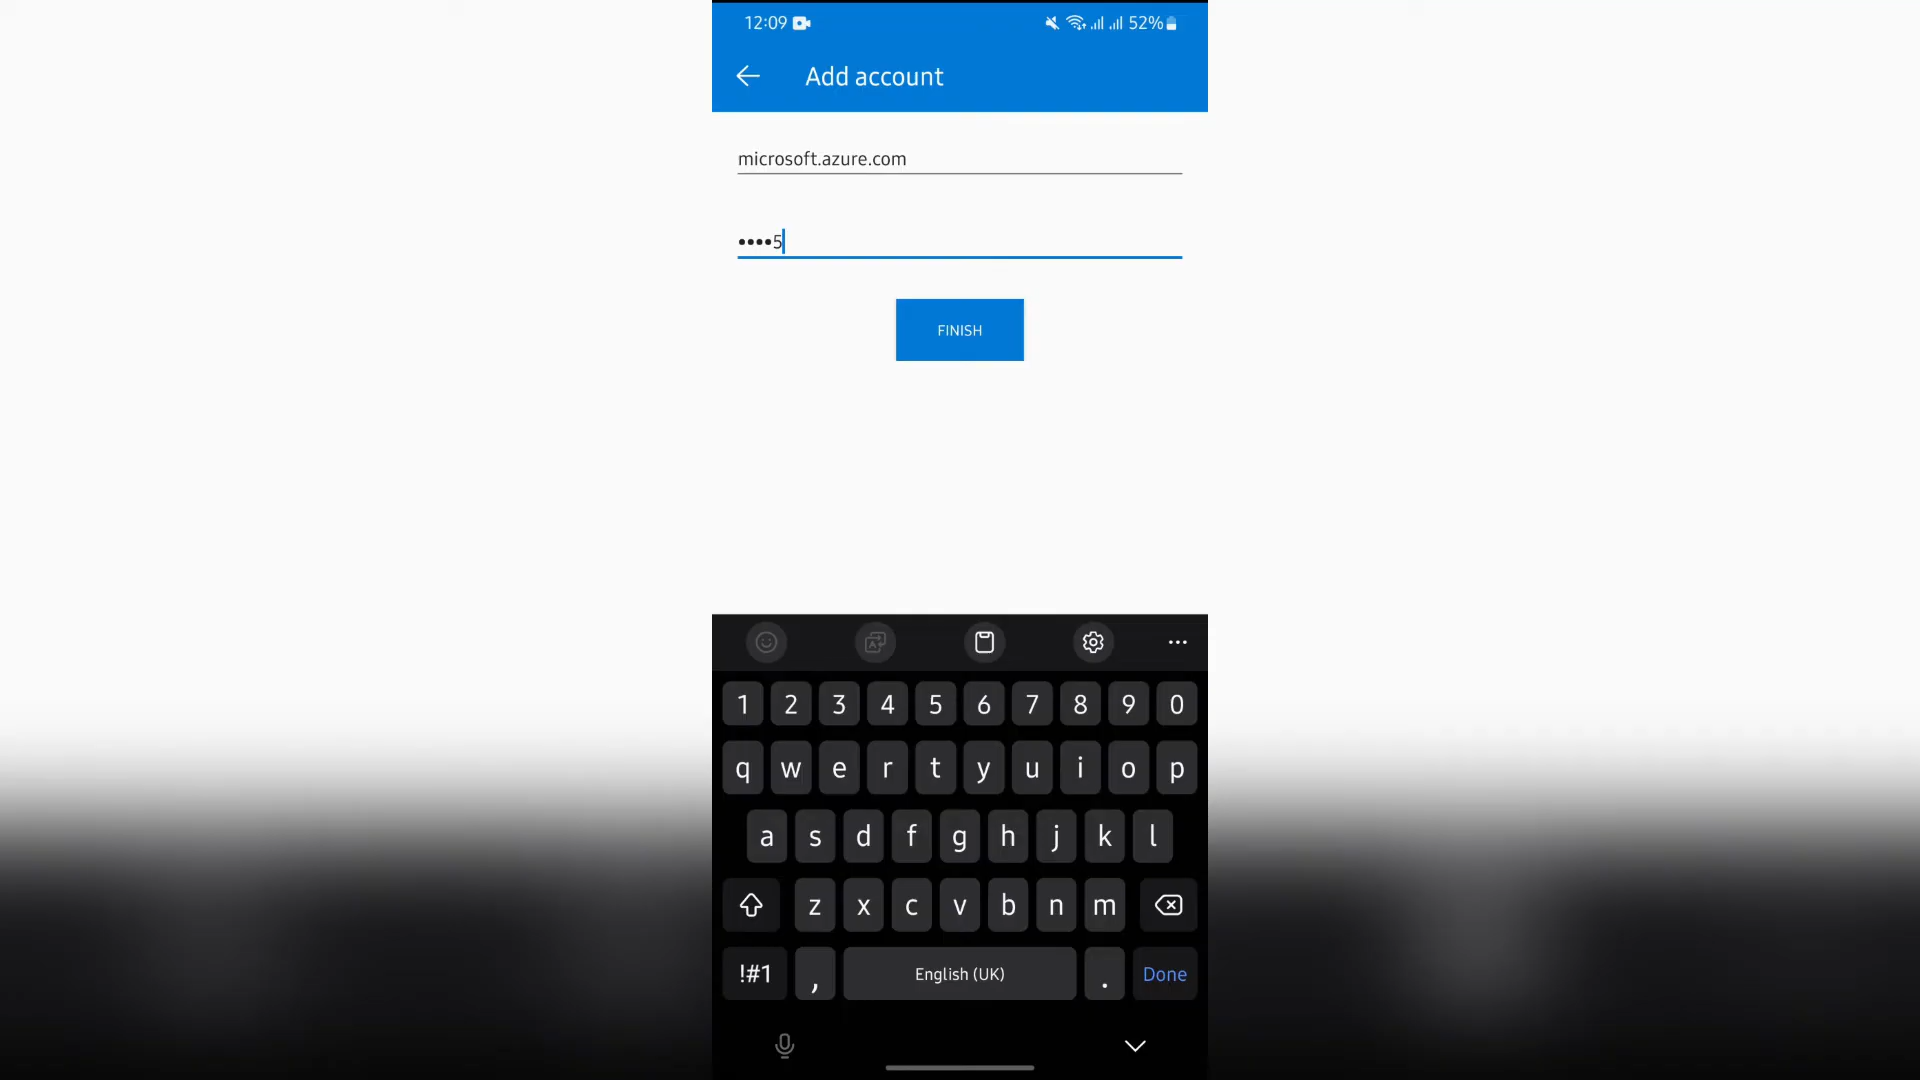 12:09 52%
Add account
microsoft.azure.com
••••5
FINISH
1 2 3 4 5 6 7 8 9 0
q w e r t y u i o p
a s d f g h j k l
z x c v b n m
!#1 , English (UK) . Done